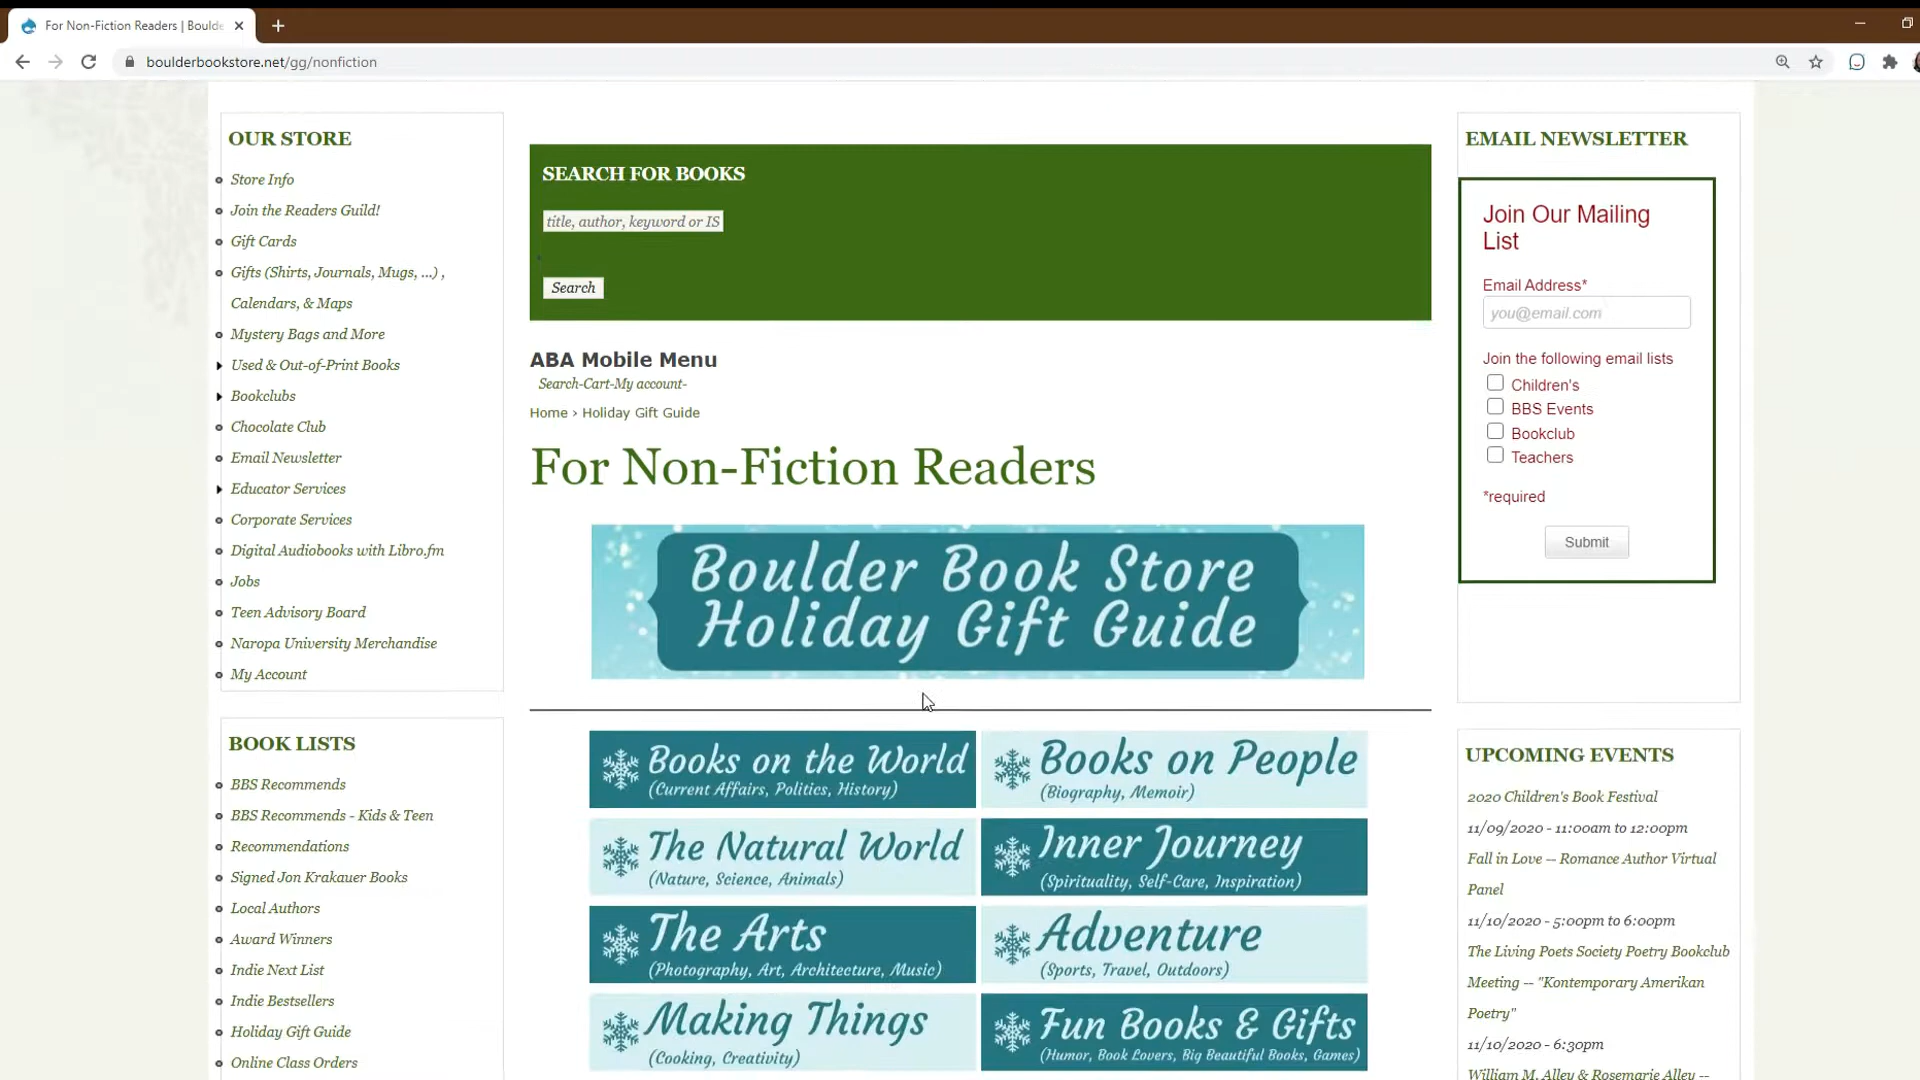 For Non-Fiction Readers | Boulde
boulderbookstore.net/gg/nonfiction
OUR STORE
Store Info
Join the Readers Guild!
Gift Cards
Gifts (Shirts, Journals, Mugs, ...) ,
Calendars, & Maps
Mystery Bags and More
Used & Out-of-Print Books
Bookclubs
Chocolate Club
Email Newsletter
Educator Services
Corporate Services
Digital Audiobooks with Libro.fm
Jobs
Teen Advisory Board
Naropa University Merchandise
My Account
BOOK LISTS
BBS Recommends
BBS Recommends - Kids & Teen
Recommendations
Signed Jon Krakauer Books
Local Authors
Award Winners
Indie Next List
Indie Bestsellers
Holiday Gift Guide
Online Class Orders
SEARCH FOR BOOKS
title, author, keyword or IS
Search
ABA Mobile Menu
Search-Cart-My account-
Home › Holiday Gift Guide
For Non-Fiction Readers
Boulder Book Store
Holiday Gift Guide
Books on the World
(Current Affairs, Politics, History)
Books on People
(Biography, Memoir)
The Natural World
(Nature, Science, Animals)
Inner Journey
(Spirituality, Self-Care, Inspiration)
The Arts
(Photography, Art, Architecture, Music)
Adventure
(Sports, Travel, Outdoors)
Making Things
(Cooking, Creativity)
Fun Books & Gifts
(Humor, Book Lovers, Big Beautiful Books, Games)
EMAIL NEWSLETTER
Join Our Mailing
List
Email Address*
you@email.com
Join the following email lists
Children's
BBS Events
Bookclub
Teachers
*required
Submit
UPCOMING EVENTS
2020 Children's Book Festival
11/09/2020 - 11:00am to 12:00pm
Fall in Love -- Romance Author Virtual
Panel
11/10/2020 - 5:00pm to 6:00pm
The Living Poets Society Poetry Bookclub
Meeting -- "Kontemporary Amerikan
Poetry"
11/10/2020 - 6:30pm
William M. Alley & Rosemarie Alley --